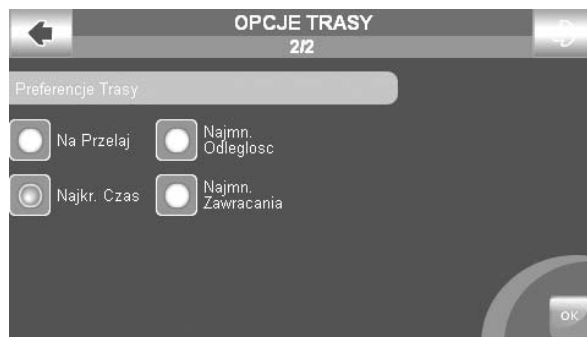 OPCJE TRASY
2/2
Preferencje Trasy
Na Przelaj
Najmn.
Odleglosc
Najkr. Czas
Najmn.
Zawracania
OK